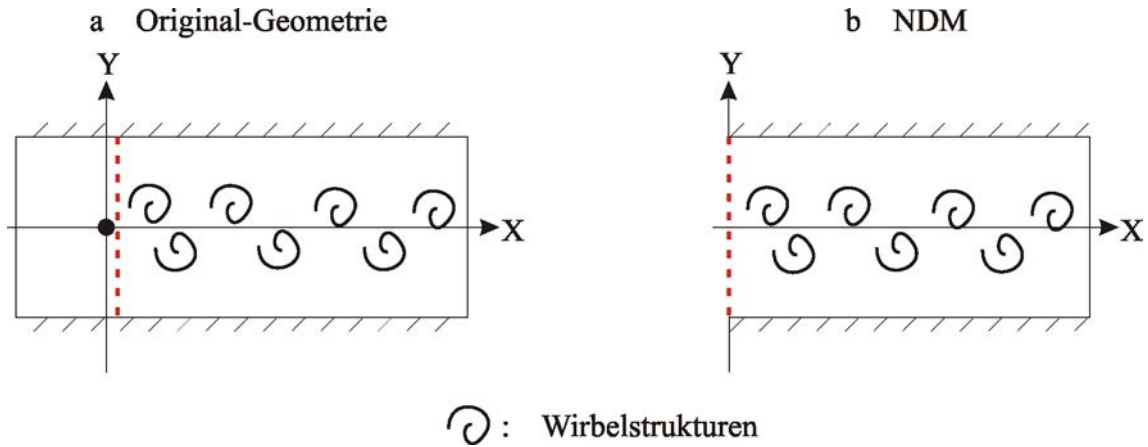 a Original-Geometrie
b NDM
Y
Y
X
X
: Wirbelstrukturen